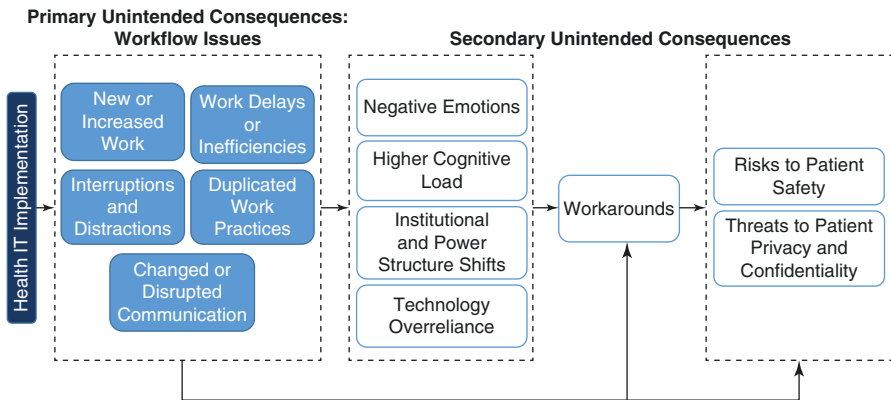 Primary Unintended Consequences:
Workflow Issues
Secondary Unintended Consequences
Health IT Implementation
New or
Increased
Work
Work Delays
or
Inefficiencies
Interruptions
and
Distractions
Duplicated
Work
Practices
Changed or
Disrupted
Communication
Negative Emotions
Higher Cognitive
Load
Institutional
and Power
Structure Shifts
Technology
Overreliance
Workarounds
Risks to Patient
Safety
Threats to Patient
Privacy and
Confidentiality